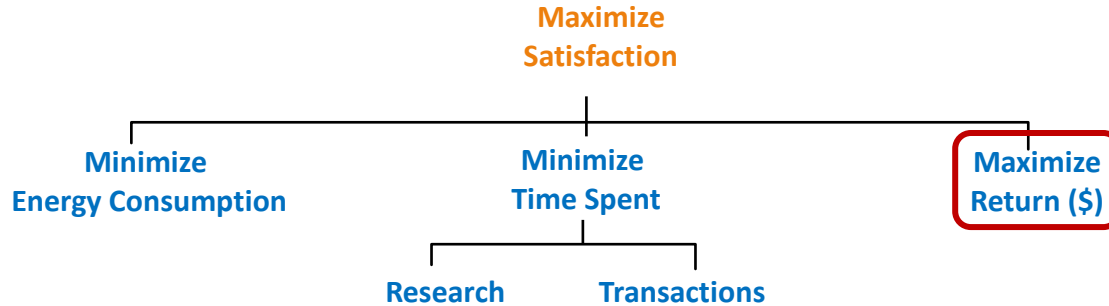 Maximize
Satisfaction
Minimize
Energy Consumption
Minimize
Time Spent
Maximize
Return ($)
Research
Transactions